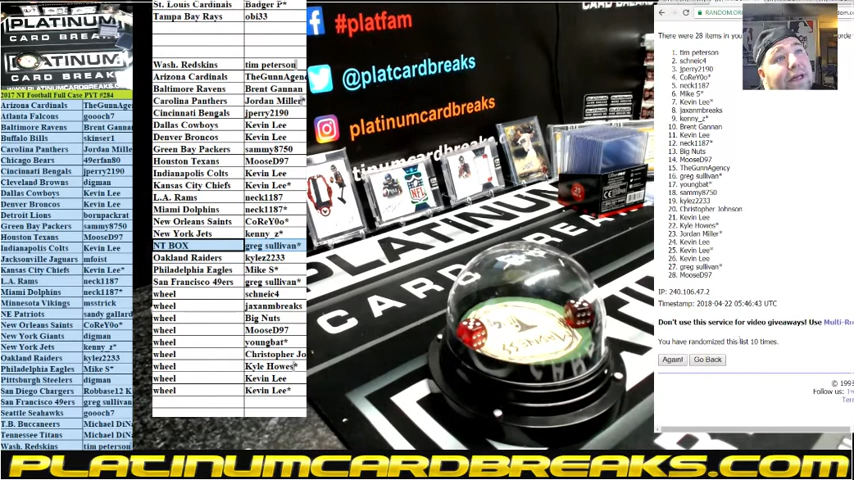 PLATINUM
CARD BREAKS
PLATINUM
2017 NT Football Full Case PYT #284
Arizona Cardinals TheGunnAgen
Atlanta Falcons goooch7
Baltimore Ravens Brent Gannan
Buffalo Bills skinser1
Carolina Panthers Jordan Mille
Chicago Bears 49erfan80
Cincinnati Bengals jperry2190
Cleveland Browns digman
Dallas Cowboys Kevin Lee
Denver Broncos Kevin Lee
Detroit Lions bornpackrat
Green Bay Packers sammy8750
Houston Texans MooseD97
Indianapolis Colts Kevin Lee
Jacksonville Jaguars mfoist
Kansas City Chiefs Kevin Lee*
L.A. Rams neck1187
Miami Dolphins neck1187*
Minnesota Vikings msstrick
NE Patriots sandy gallard
New Orleans Saints CoReY0o*
New York Giants digman
New York Jets kenny_z*
Oakland Raiders kylez2233
Philadelphia Eagles Mike S*
Pittsburg Steelers digman
San Diego Chargers Robbase12 K
San Francisco 49ers greg sullivan
Seattle Seahawks goooch7
T.B. Buccaneers Michael DiNa
Tennessee Titans Michael DiNa
Wash. Redskins tim peterson
St. Louis Cardinals Badger P*
Tampa Bay Rays obi33
Wash. Redskins tim peterson
Arizona Cardinals TheGunnAgen
Baltimore Ravens Brent Gannan
Carolina Panthers Jordan Miller*
Cincinnati Bengals jperry2190
Dallas Cowboys Kevin Lee
Denver Broncos Kevin Lee
Green Bay Packers sammy8750
Houston Texans MooseD97
Indianapolis Colts Kevin Lee
Kansas City Chiefs Kevin Lee*
L.A. Rams neck1187
Miami Dolphins neck1187*
New Orleans Saints CoReY0o*
New York Jets kenny_z*
NT BOX greg sullivan*
Oakland Raiders kylez2233
Philadelphia Eagles Mike S*
San Francisco 49ers greg sullivan*
wheel schneic4
wheel jaxanmbreaks
wheel Big Nuts
wheel MooseD97
wheel youngbat*
wheel Christopher Jo
wheel Kyle Howes*
wheel Kevin Lee
wheel Kevin Lee*
#platfam
@platcardbreaks
platinumcardbreaks
PLATINUM
CARD BREAKS
RANDOM.OR
There were 28 items in you
1. tim peterson
2. schneic4
3. jperry2190
4. CoReY0o*
5. neck1187
6. Mike S*
7. Kevin Lee*
8. jaxanmbreaks
9. kenny_z*
10. Brent Gannan
11. Kevin Lee
12. neck1187*
13. Big Nuts
14. MooseD97
15. TheGunnAgency
16. greg sullivan*
17. youngbat*
18. sammy8750
19. kylez2233
20. Christopher Johnson
21. Kevin Lee
22. Kyle Howes*
23. Jordan Miller*
24. Kevin Lee
25. Kevin Lee*
26. Kevin Lee
27. greg sullivan*
28. MooseD97
IP: 240.106.47.2
Timestamp: 2018-04-22 05:46:43 UTC
Don't use this service for video giveaways! Use Multi-Ro
You have randomized this list 10 times.
Again! Go Back
© 199
Follow us:
Ter
PLATINUMCARDBREAKS.COM